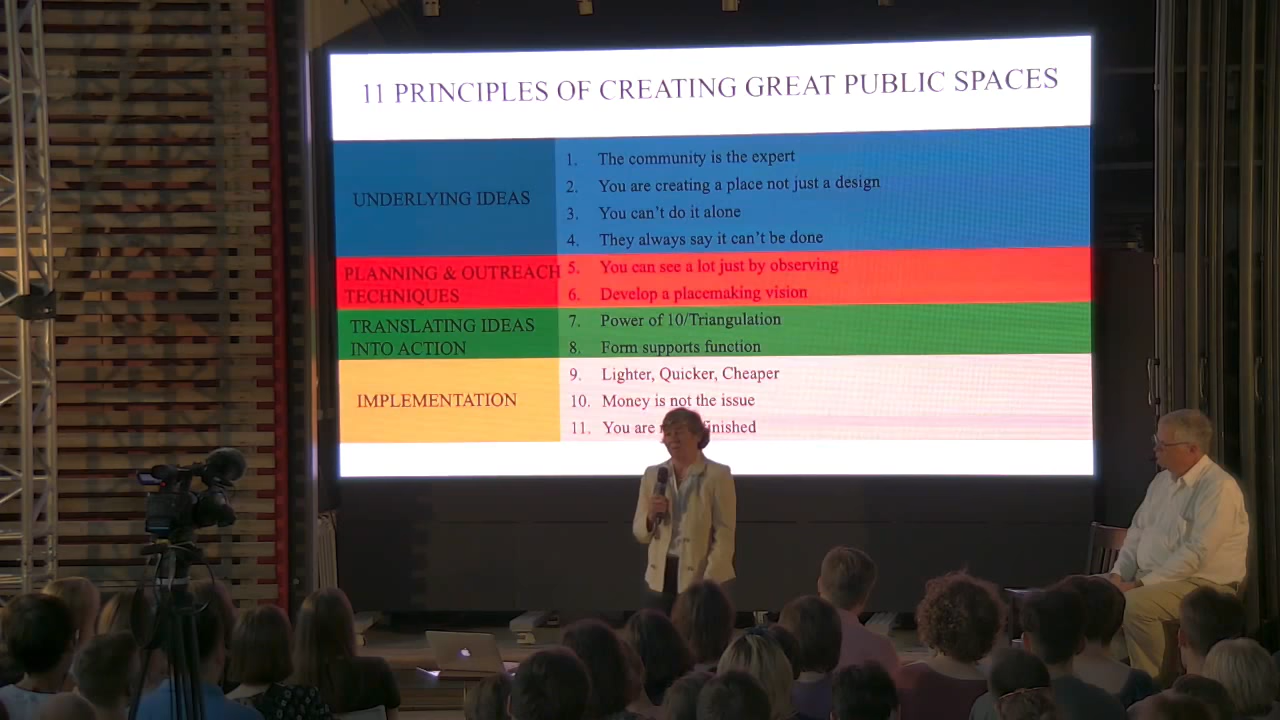 11 PRINCIPLES OF CREATING GREAT PUBLIC SPACES
UNDERLYING IDEAS
1. The community is the expert
2. You are creating a place not just a design
3. You can't do it alone
4. They always say it can't be done
PLANNING & OUTREACH
TECHNIQUES
5. You can see a lot just by observing
6. Develop a placemaking vision
TRANSLATING IDEAS
INTO ACTION
7. Power of 10/Triangulation
8. Form supports function
IMPLEMENTATION
9. Lighter, Quicker, Cheaper
10. Money is not the issue
11. You are finished